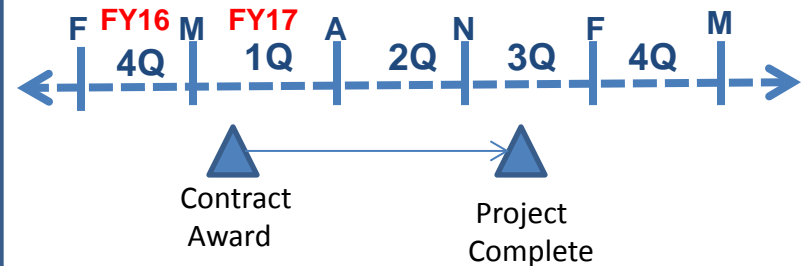 F FY16 M FY17 A N F M
4Q 1Q 2Q 3Q 4Q
Contract
Award
Project
Complete